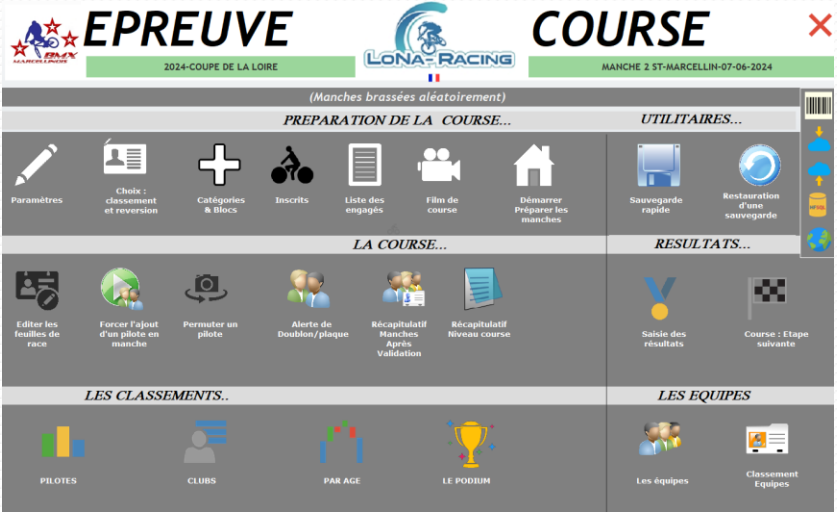 EPREUVE
COURSE
BMX
MARCELLINOIS
LoNa-RACING
2024-COUPE DE LA LOIRE
MANCHE 2 ST-MARCELLIN-07-06-2024
(Manches brassées aléatoirement)
PREPARATION DE LA COURSE...
UTILITAIRES...
Paramètres
Choix :
classement
et reversion
Catégories
& Blocs
Inscrits
Liste des
engagés
Film de
course
Démarrer
Préparer les
manches
Sauvegarde
rapide
Restauration
d'une
sauvegarde
LA COURSE...
RESULTATS...
Editer les
feuilles de
race
Forcer l'ajout
d'un pilote en
manche
Permuter un
pilote
Alerte de
Doublon/plaque
Récapitulatif
Manches
Après
Validation
Récapitulatif
Niveau course
Saisie des
résultats
Course : Etape
suivante
LES CLASSEMENTS..
LES EQUIPES
PILOTES
CLUBS
PAR AGE
LE PODIUM
Les équipes
Classement
Equipes